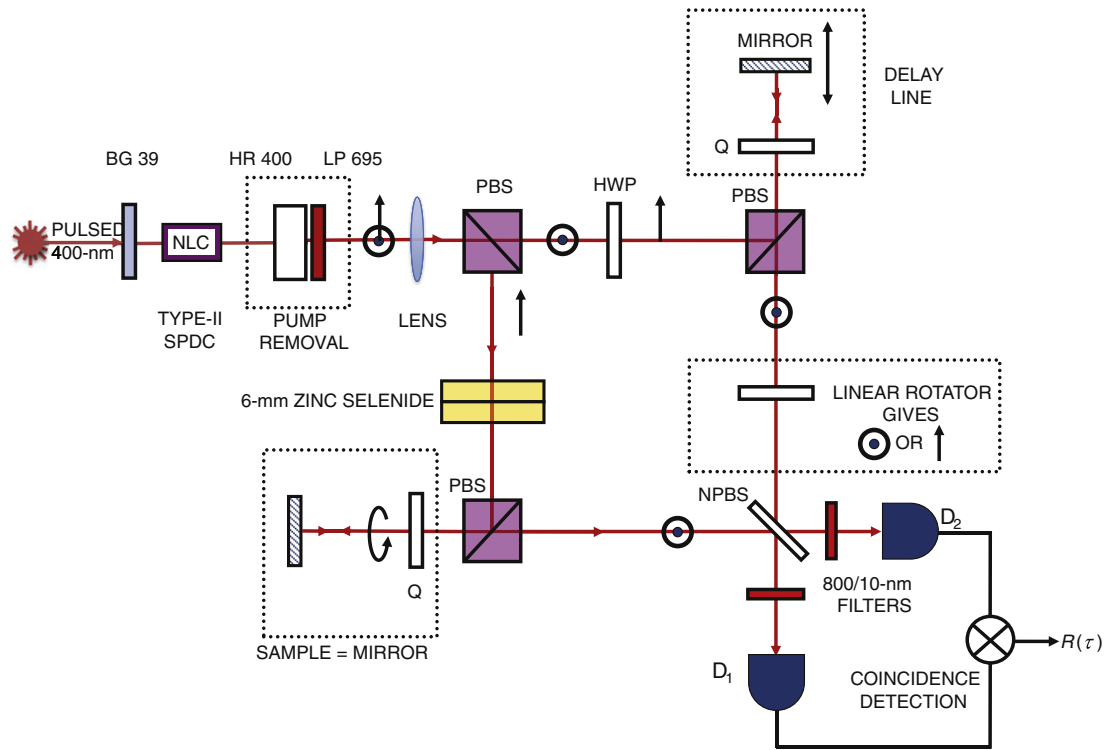 MIRROR
DELAY
LINE
Q
BG 39
HR 400
LP 695
PBS
HWP
PBS
PULSED
400-nm
NLC
TYPE-II
SPDC
PUMP
REMOVAL
LENS
6-mm ZINC SELENIDE
LINEAR ROTATOR
GIVES
OR
PBS
NPBS
D2
Q
800/10-nm
FILTERS
SAMPLE = MIRROR
D1
COINCIDENCE
DETECTION
R(τ)